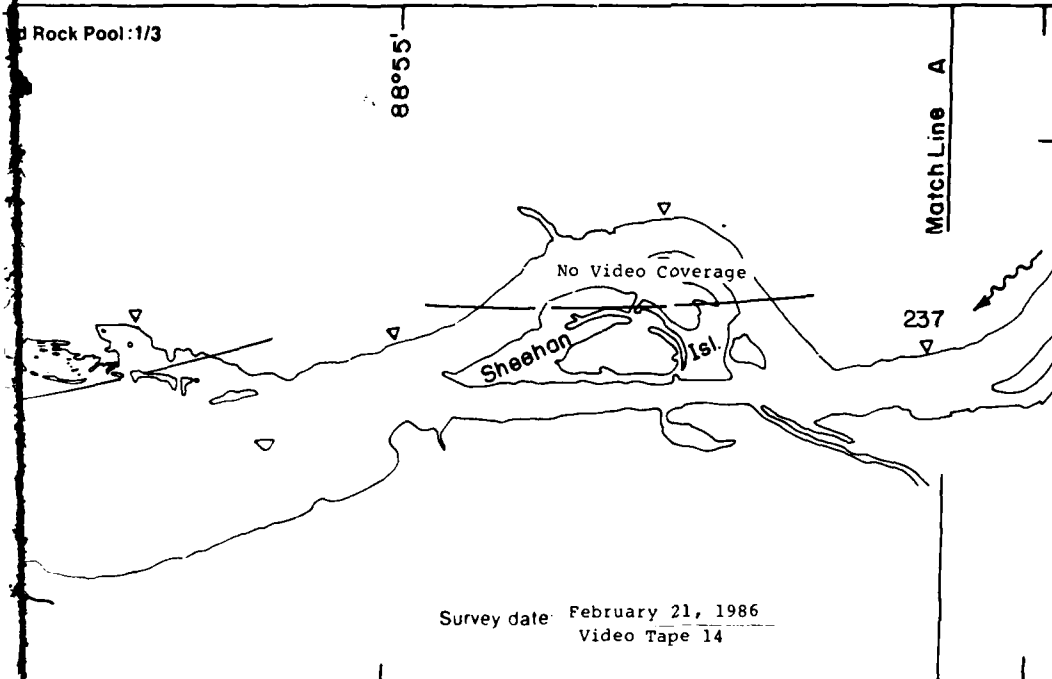 Rock Pool:1/3
88°55'
Match Line A
No Video Coverage
237
Sheehan Isl.
Survey date February 21, 1986
Video Tape 14